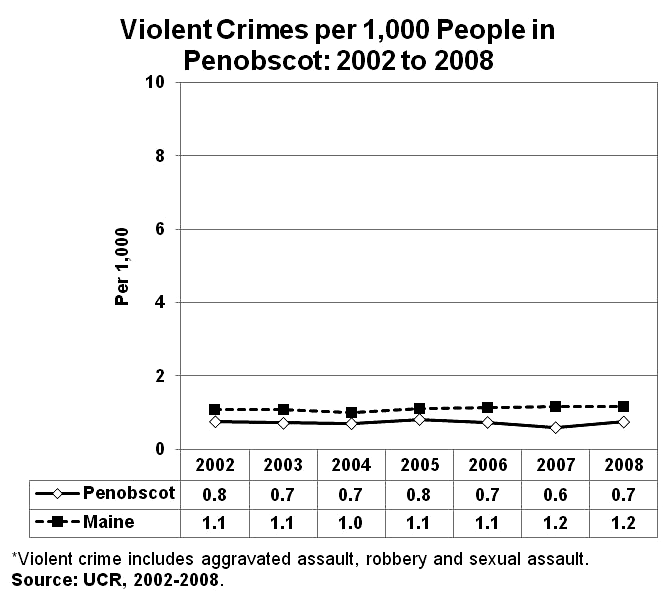 Violent Crimes per 1,000 People in
Penobscot: 2002 to 2008
10
8
6
4
2
0
Per 1,000
2002 2003 2004 2005 2006 2007 2008
Penobscot 0.8 0.7 0.7 0.8 0.7 0.6 0.7
Maine 1.1 1.1 1.0 1.1 1.1 1.2 1.2
*Violent crime includes aggravated assault, robbery and sexual assault.
Source: UCR, 2002-2008.